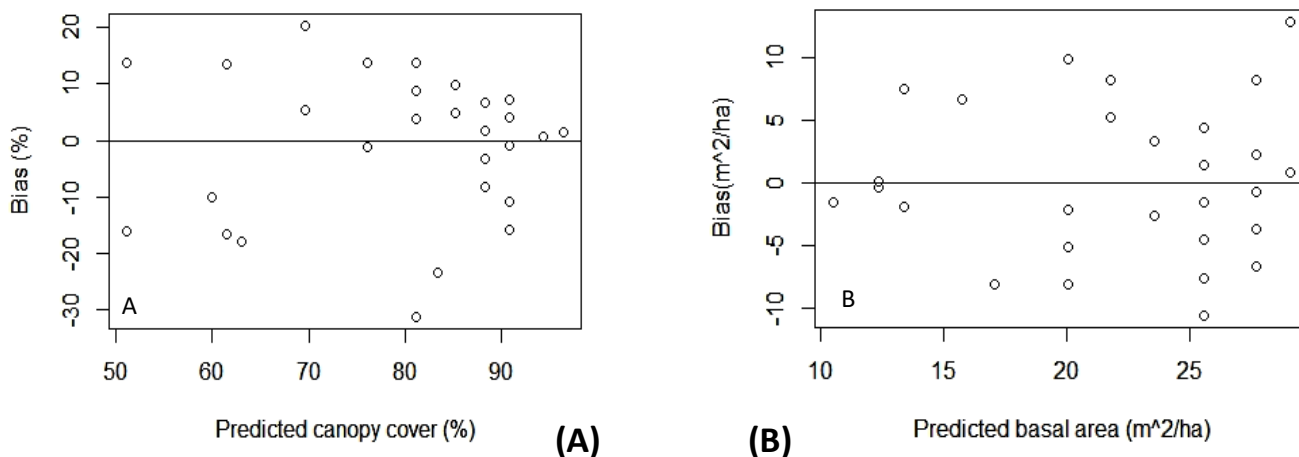 20
10
0
-10
-20
-30
Bias (%)
A
50 60 70 80 90
Predicted canopy cover (%)
(A)
10
5
0
-5
-10
Bias(m^2/ha)
B
10 15 20 25
Predicted basal area (m^2/ha)
(B)